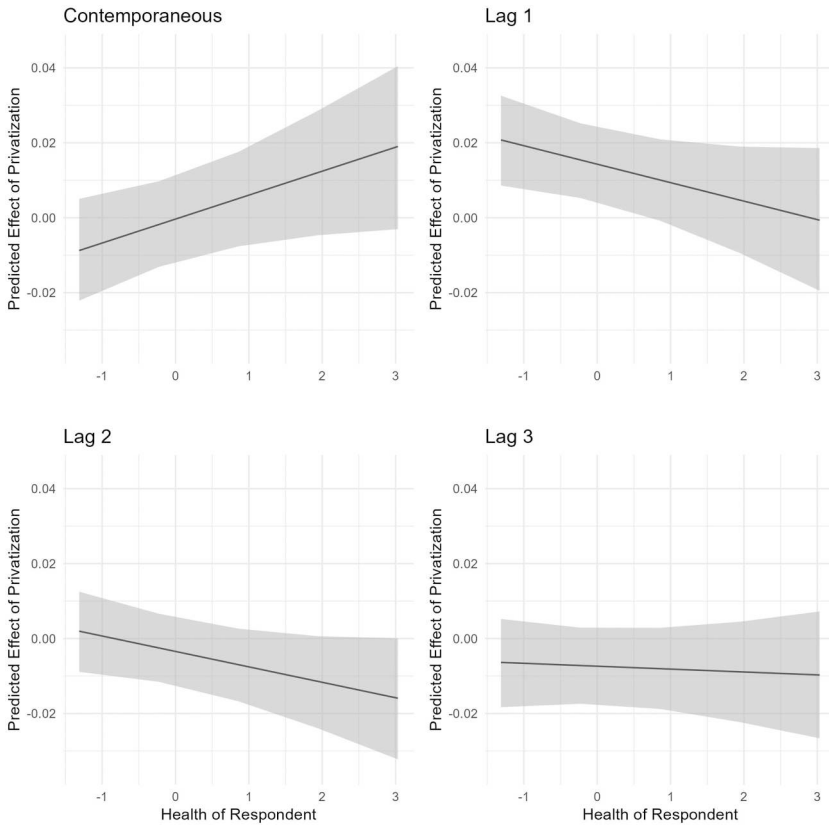 Contemporaneous
Lag 1
Predicted Effect of Privatization
0.04
0.02
0.00
-0.02
-1 0 1 2 3
Predicted Effect of Privatization
0.04
0.02
0.00
-0.02
-1 0 1 2 3
Lag 2
Lag 3
Predicted Effect of Privatization
0.04
0.02
0.00
-0.02
-1 0 1 2 3
Health of Respondent
Predicted Effect of Privatization
0.04
0.02
0.00
-0.02
-1 0 1 2 3
Health of Respondent